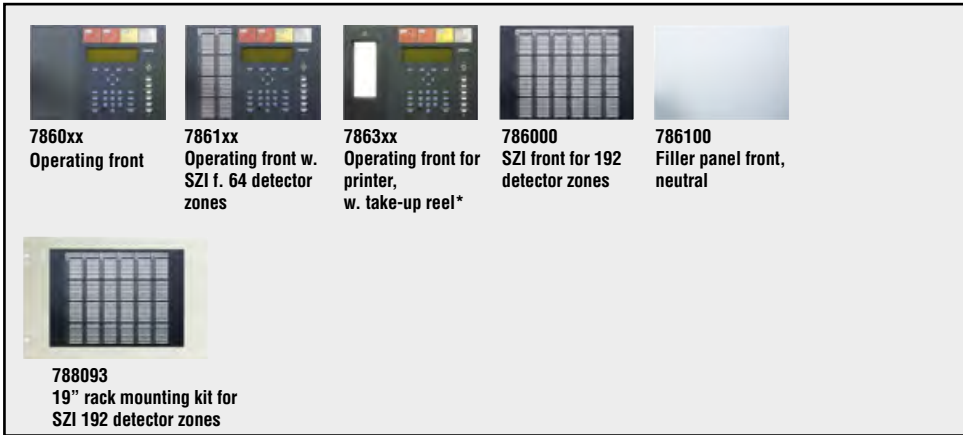 7860xx
Operating front
7861xx
Operating front w.
SZI f. 64 detector
zones
7863xx
Operating front for
printer,
w. take-up reel*
786000
SZI front for 192
detector zones
786100
Filler panel front,
neutral
788093
19” rack mounting kit for
SZI 192 detector zones